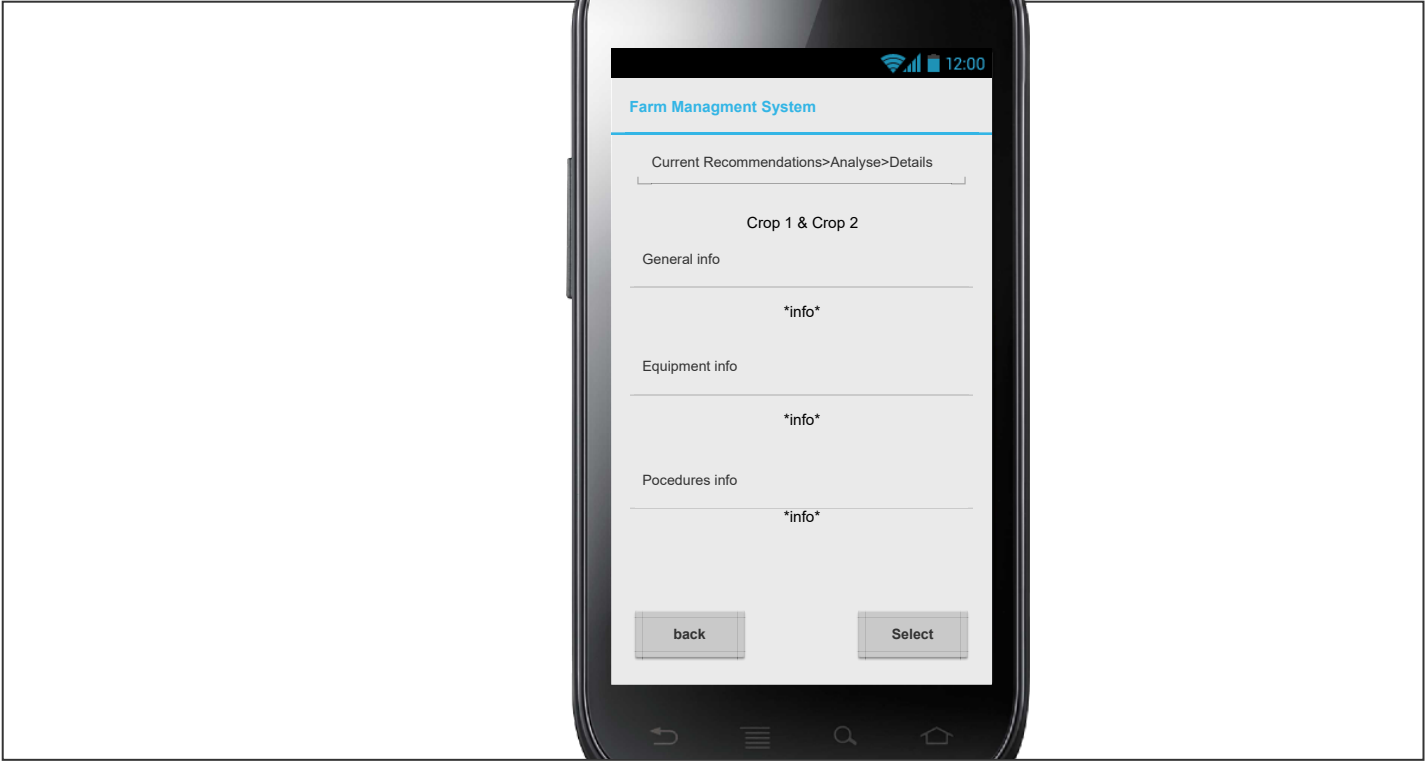 12:00
Farm Managment System
Current Recommendations>Analyse>Details
Crop 1 & Crop 2
General info
*info*
Equipment info
*info*
Pocedures info
*info*
back
Select